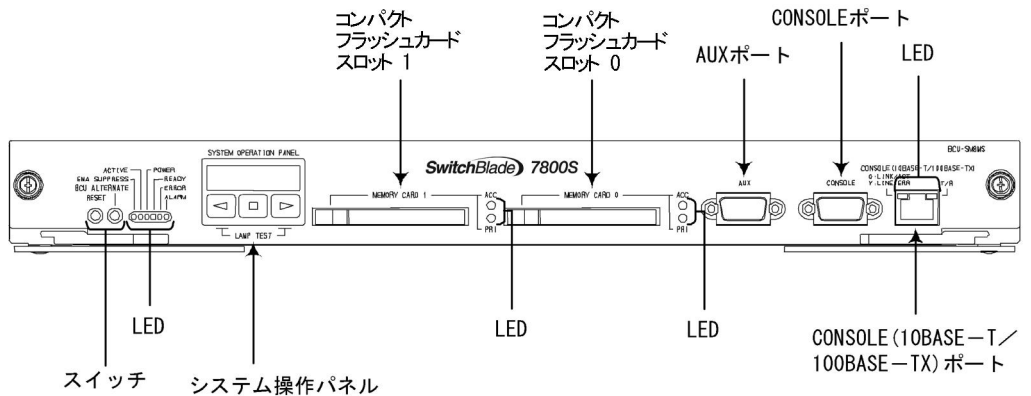 コンパクト
フラッシュカード
スロット 1
コンパクト
フラッシュカード
スロット 0
CONSOLEポート
AUXポート
LED
SYSTEM OPERATION PANEL
SwitchBlade 7800S
BCU-SM8MS
ACTIVE
POWER
EMA SUPPRESS
READY
BCU ALTERNATE
ERROR
RESET
ALARM
MEMORY CARD 1
ACC
PRI
MEMORY CARD 0
ACC
PRI
AUX
CONSOLE
CONSOLE(10BASE-T/100BASE-TX)
T/R
LAMP TEST
LED
LED
LED
スイッチ
システム操作パネル
CONSOLE(10BASE－T／
100BASE－TX)ポート